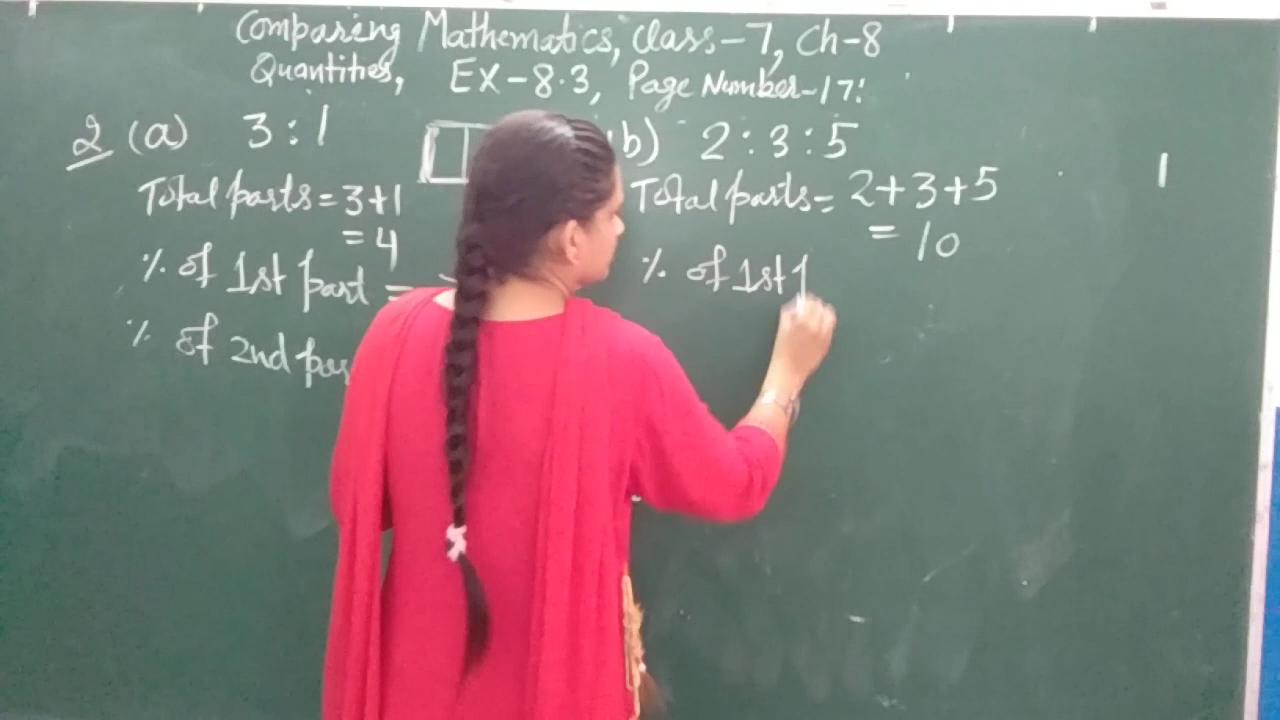 Comparing Mathematics, Class-7, Ch-8
Quantities, EX-8.3, Page Number-17
2 (a) 3:1
Total parts = 3+1
= 4
% of 1st part =
% of 2nd
b) 2:3:5
Total parts = 2+3+5
= 10
% of 1st